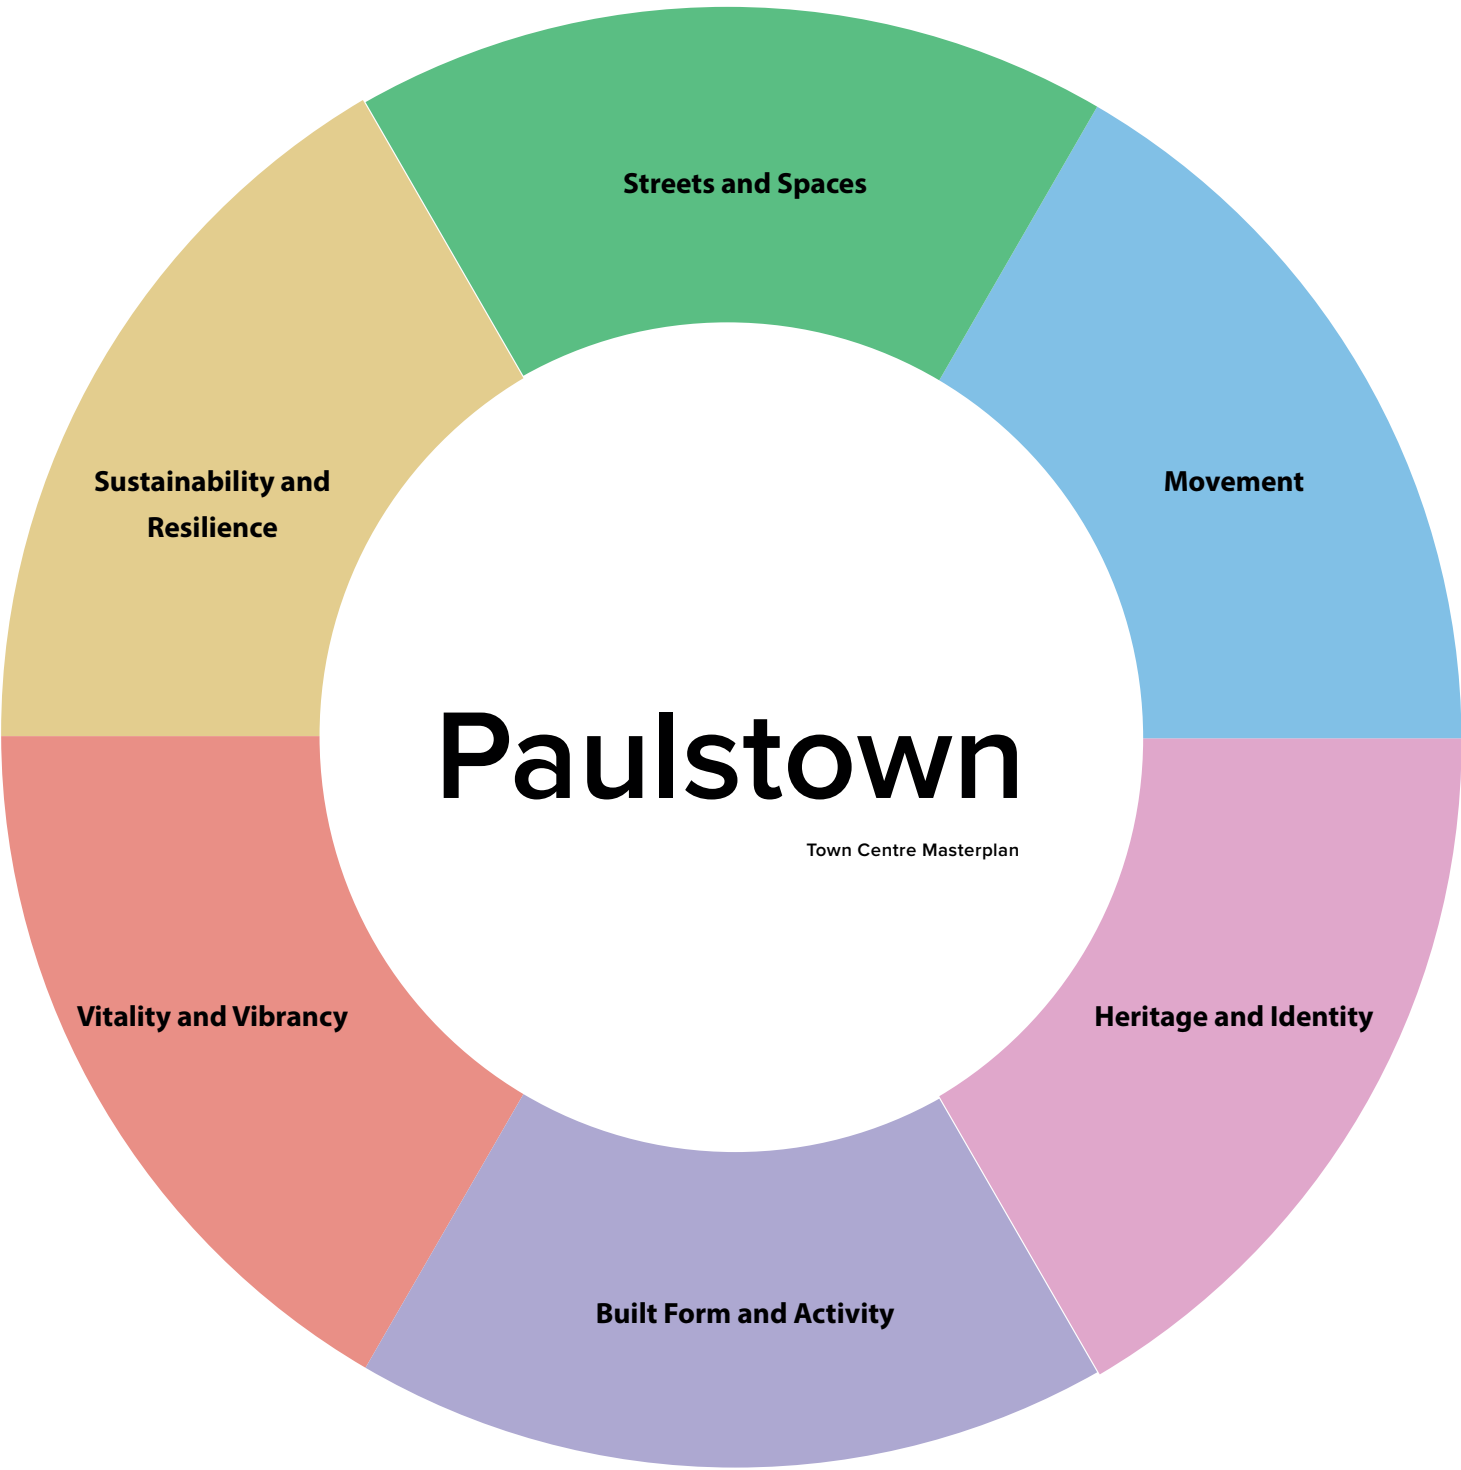 Streets and Spaces
Movement
Sustainability and
Resilience
Paulstown
Town Centre Masterplan
Vitality and Vibrancy
Heritage and Identity
Built Form and Activity